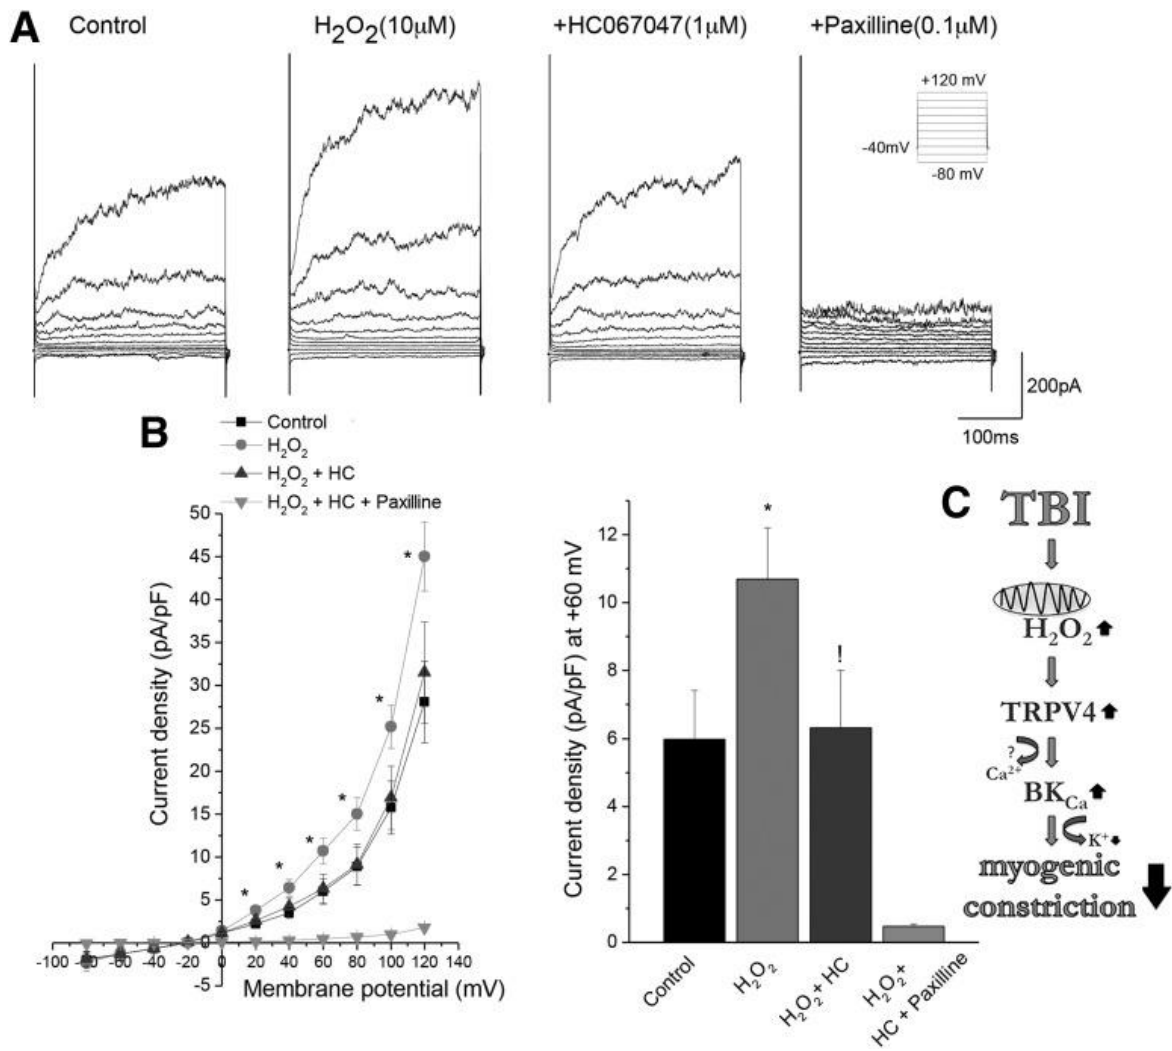 A
Control
H2O2(10µM)
+HC067047(1µM)
+Paxilline(0.1µM)
+120 mV
-40mV
-80 mV
200pA
100ms
B
Control
H2O2
H2O2 + HC
H2O2 + HC + Paxilline
Current density (pA/pF)
50
45
40
35
30
25
20
15
10
5
0
-5
-100 -80 -60 -40 -20 0 20 40 60 80 100 120 140
Membrane potential (mV)
* * * * * *
Current density (pA/pF) at +60 mV
12
10
8
6
4
2
0
*
!
Control
H2O2
H2O2+ HC
H2O2+
HC + Paxilline
C
TBI
H2O2
TRPV4
?
Ca2+
BKCa
K+
myogenic
constriction